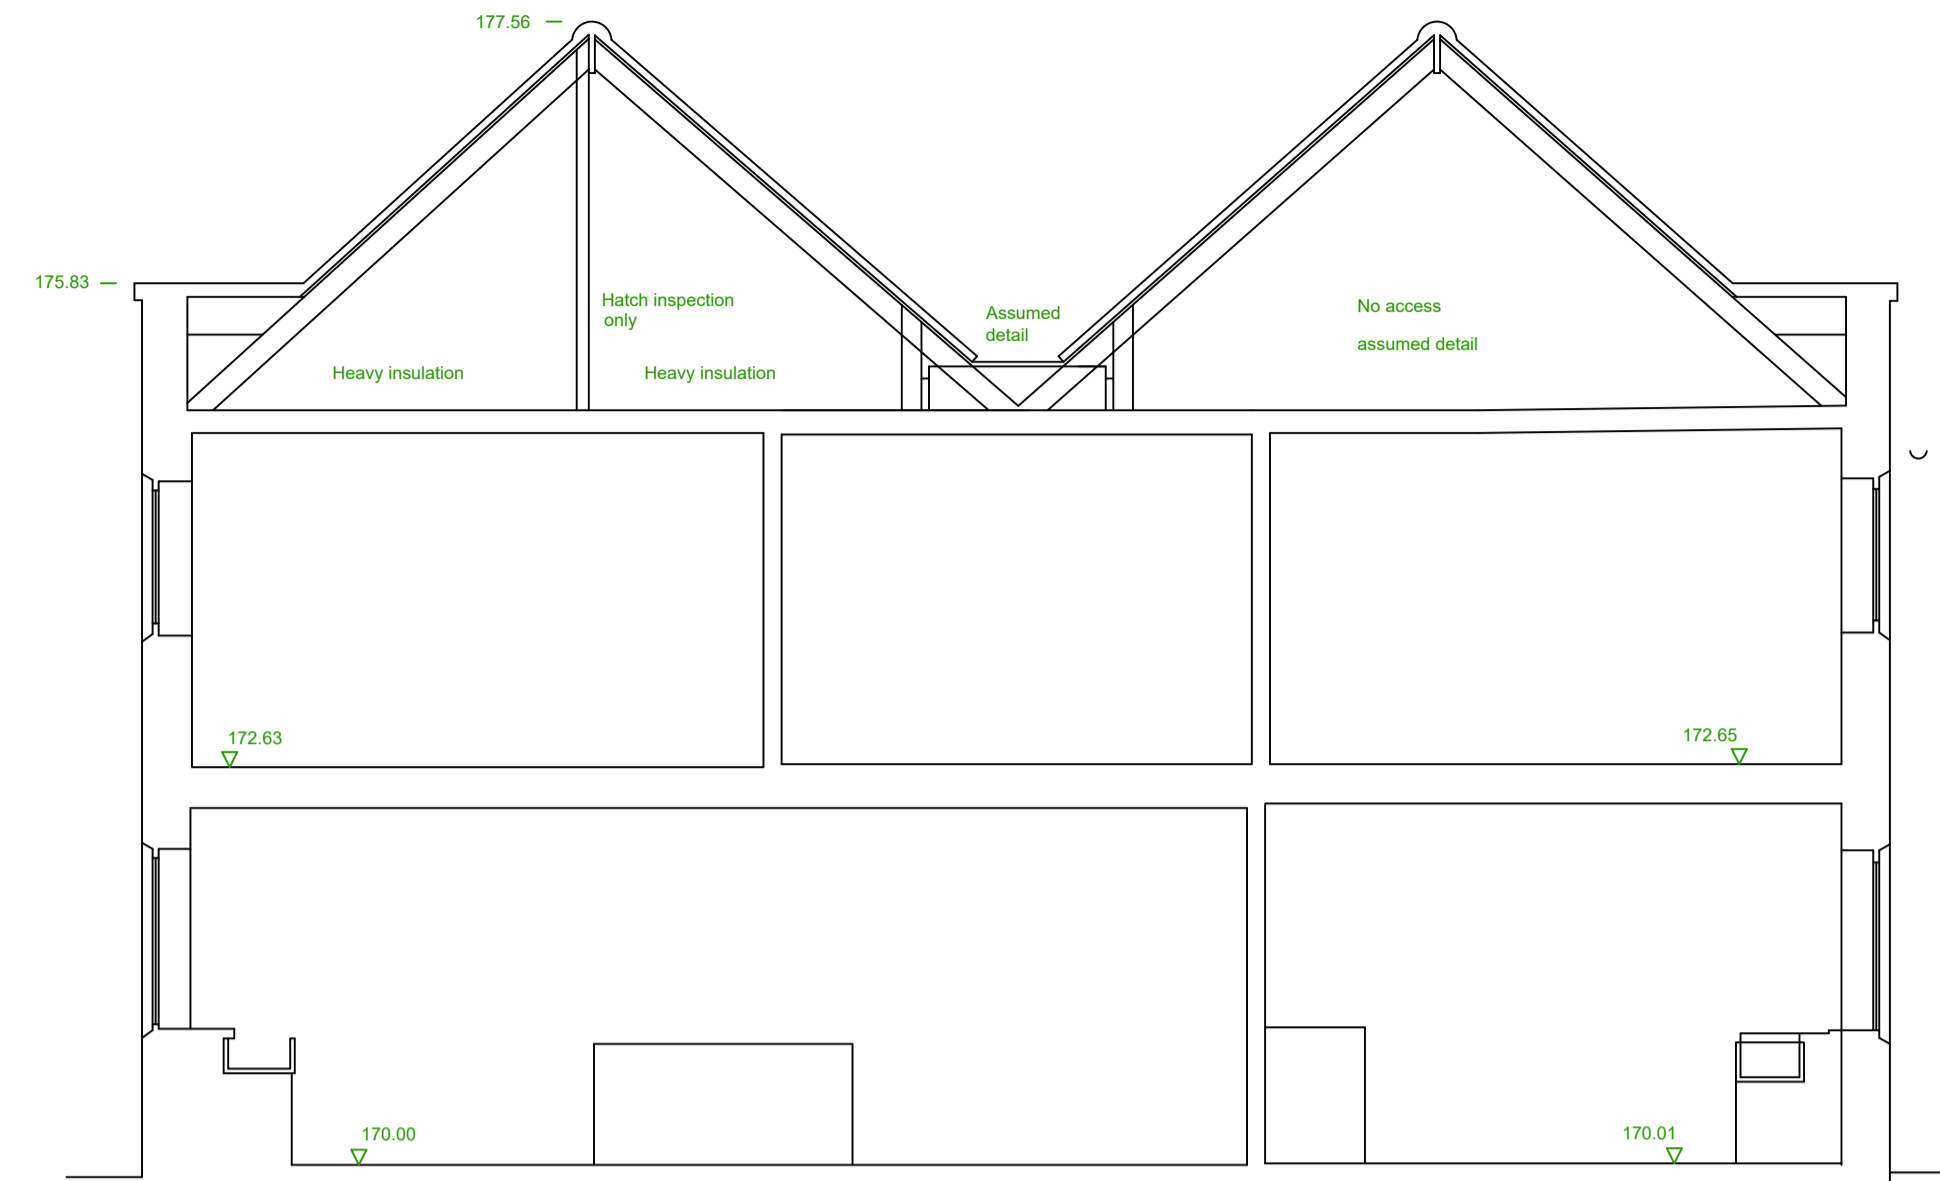 177.56
175.83
Hatch inspection
only
Assumed
detail
No access
assumed detail
Heavy insulation
Heavy insulation
172.63
172.65
170.00
170.01